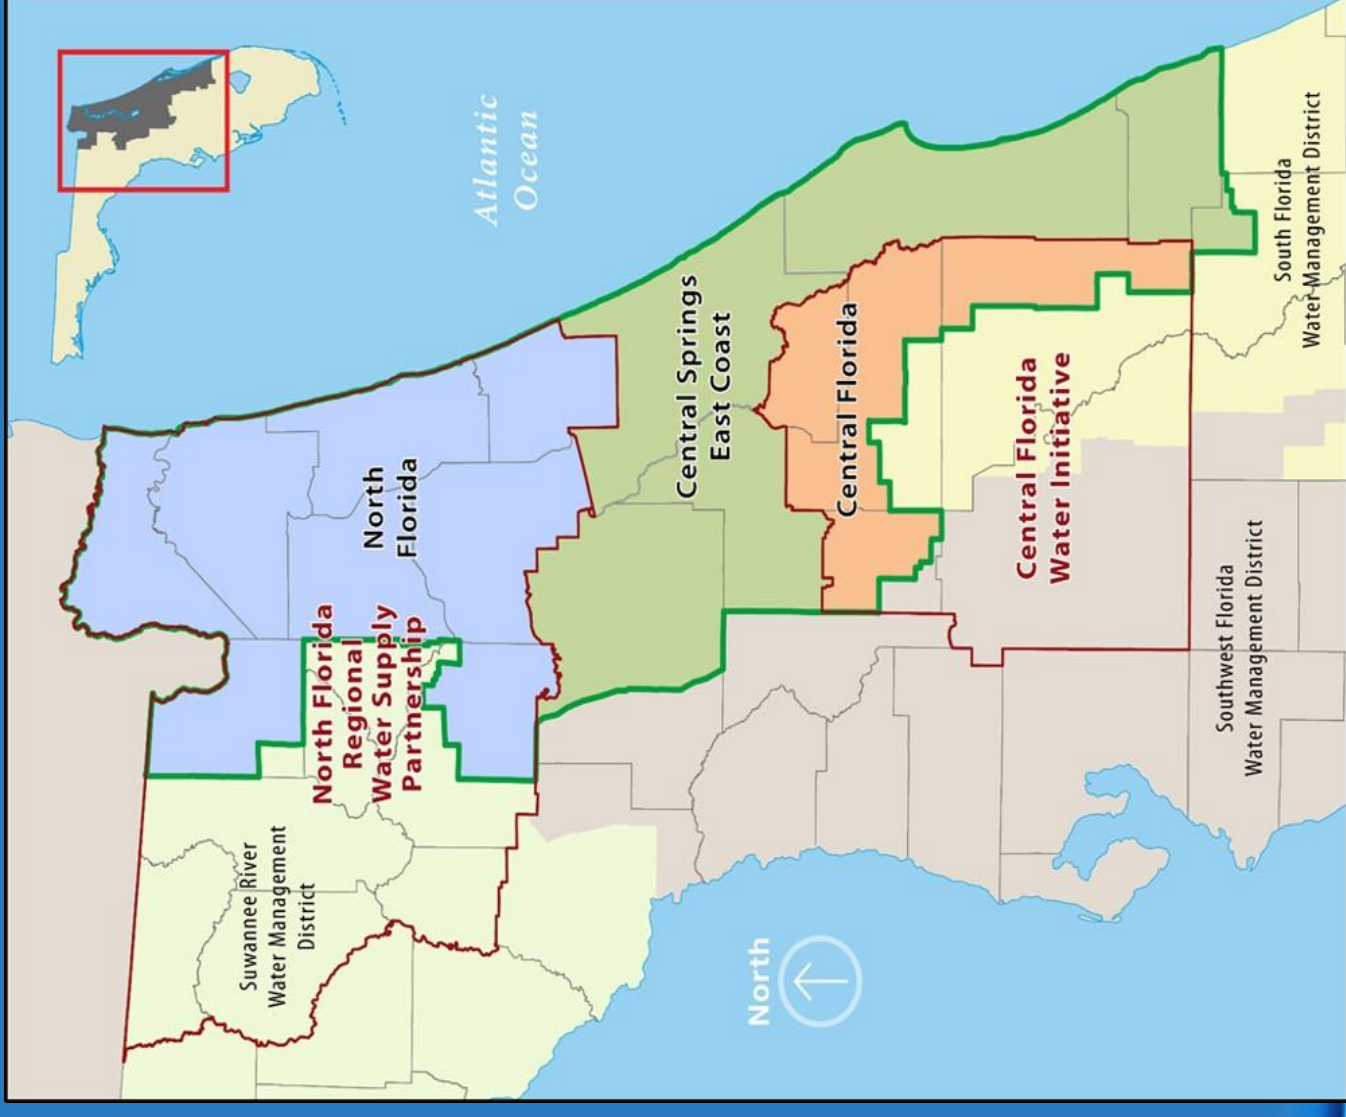 Atlantic
Ocean
North
Florida
North Florida
Regional
Water Supply
Partnership
Suwannee River
Water Management
District
Central Springs
East Coast
Central Florida
Central Florida
Water Initiative
South Florida
Water Management District
Southwest Florida
Water Management District
North